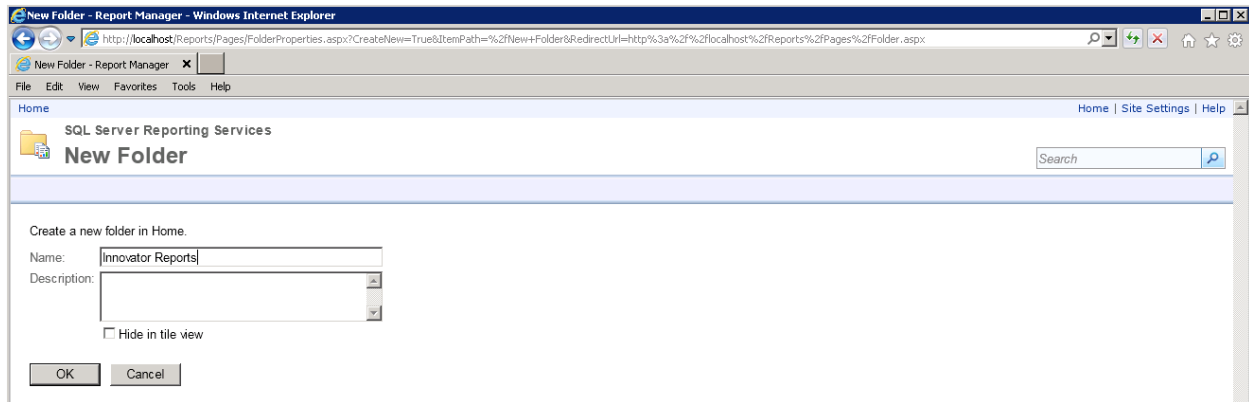 New Folder - Report Manager - Windows Internet Explorer
http://localhost/Reports/Pages/FolderProperties.aspx?CreateNew=True&ItemPath=%2fNew+Folder&RedirectUrl=http%3a%2f%2flocalhost%2fReports%2fPages%2fFolder.aspx
New Folder - Report Manager
File Edit View Favorites Tools Help
Home Home | Site Settings | Help
SQL Server Reporting Services
New Folder
Search
Create a new folder in Home.
Name: Innovator Reports
Description:
Hide in tile view
OK Cancel